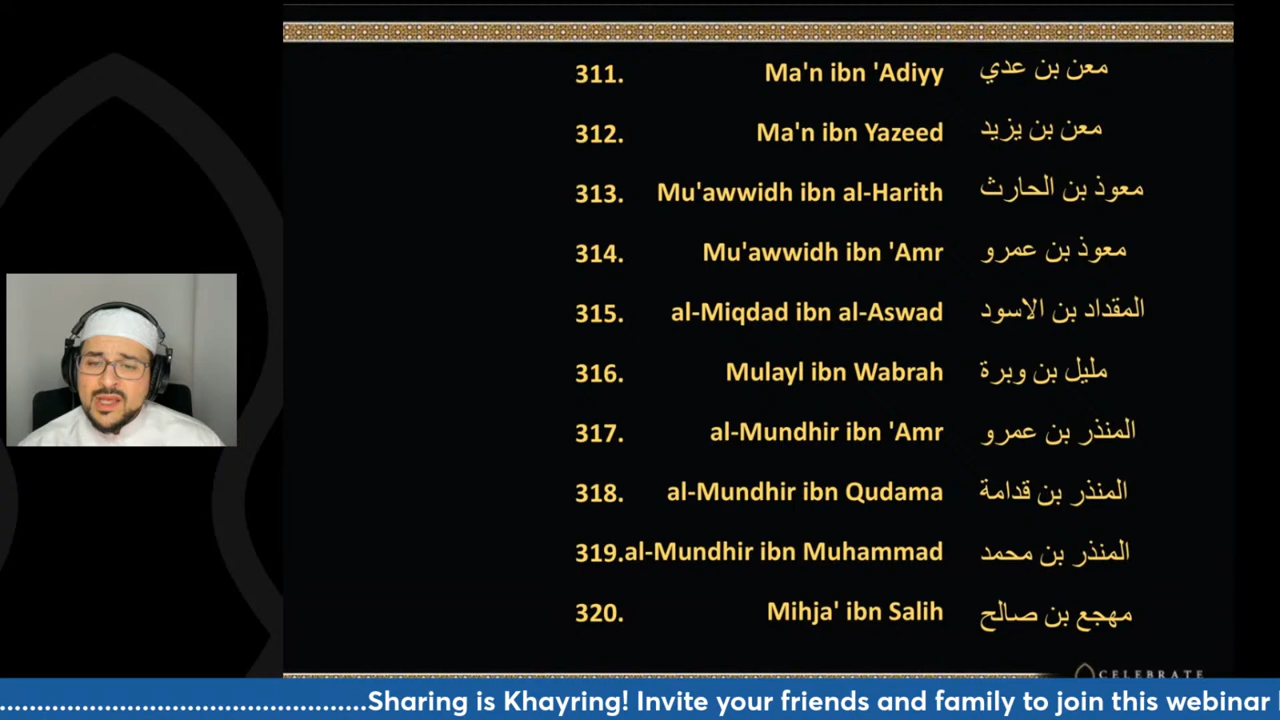 311. Ma'n ibn 'Adiyy معن بن عدي
312. Ma'n ibn Yazeed معن بن يزيد
313. Mu'awwidh ibn al-Harith معوذ بن الحارث
314. Mu'awwidh ibn 'Amr معوذ بن عمرو
315. al-Miqdad ibn al-Aswad المقداد بن الاسود
316. Mulayl ibn Wabrah مليل بن وبرة
317. al-Mundhir ibn 'Amr المنذر بن عمرو
318. al-Mundhir ibn Qudama المنذر بن قدامة
319.al-Mundhir ibn Muhammad المنذر بن محمد
320. Mihja' ibn Salih مهجع بن صالح
CELEBRATE
Sharing is Khayring! Invite your friends and family to join this webinar